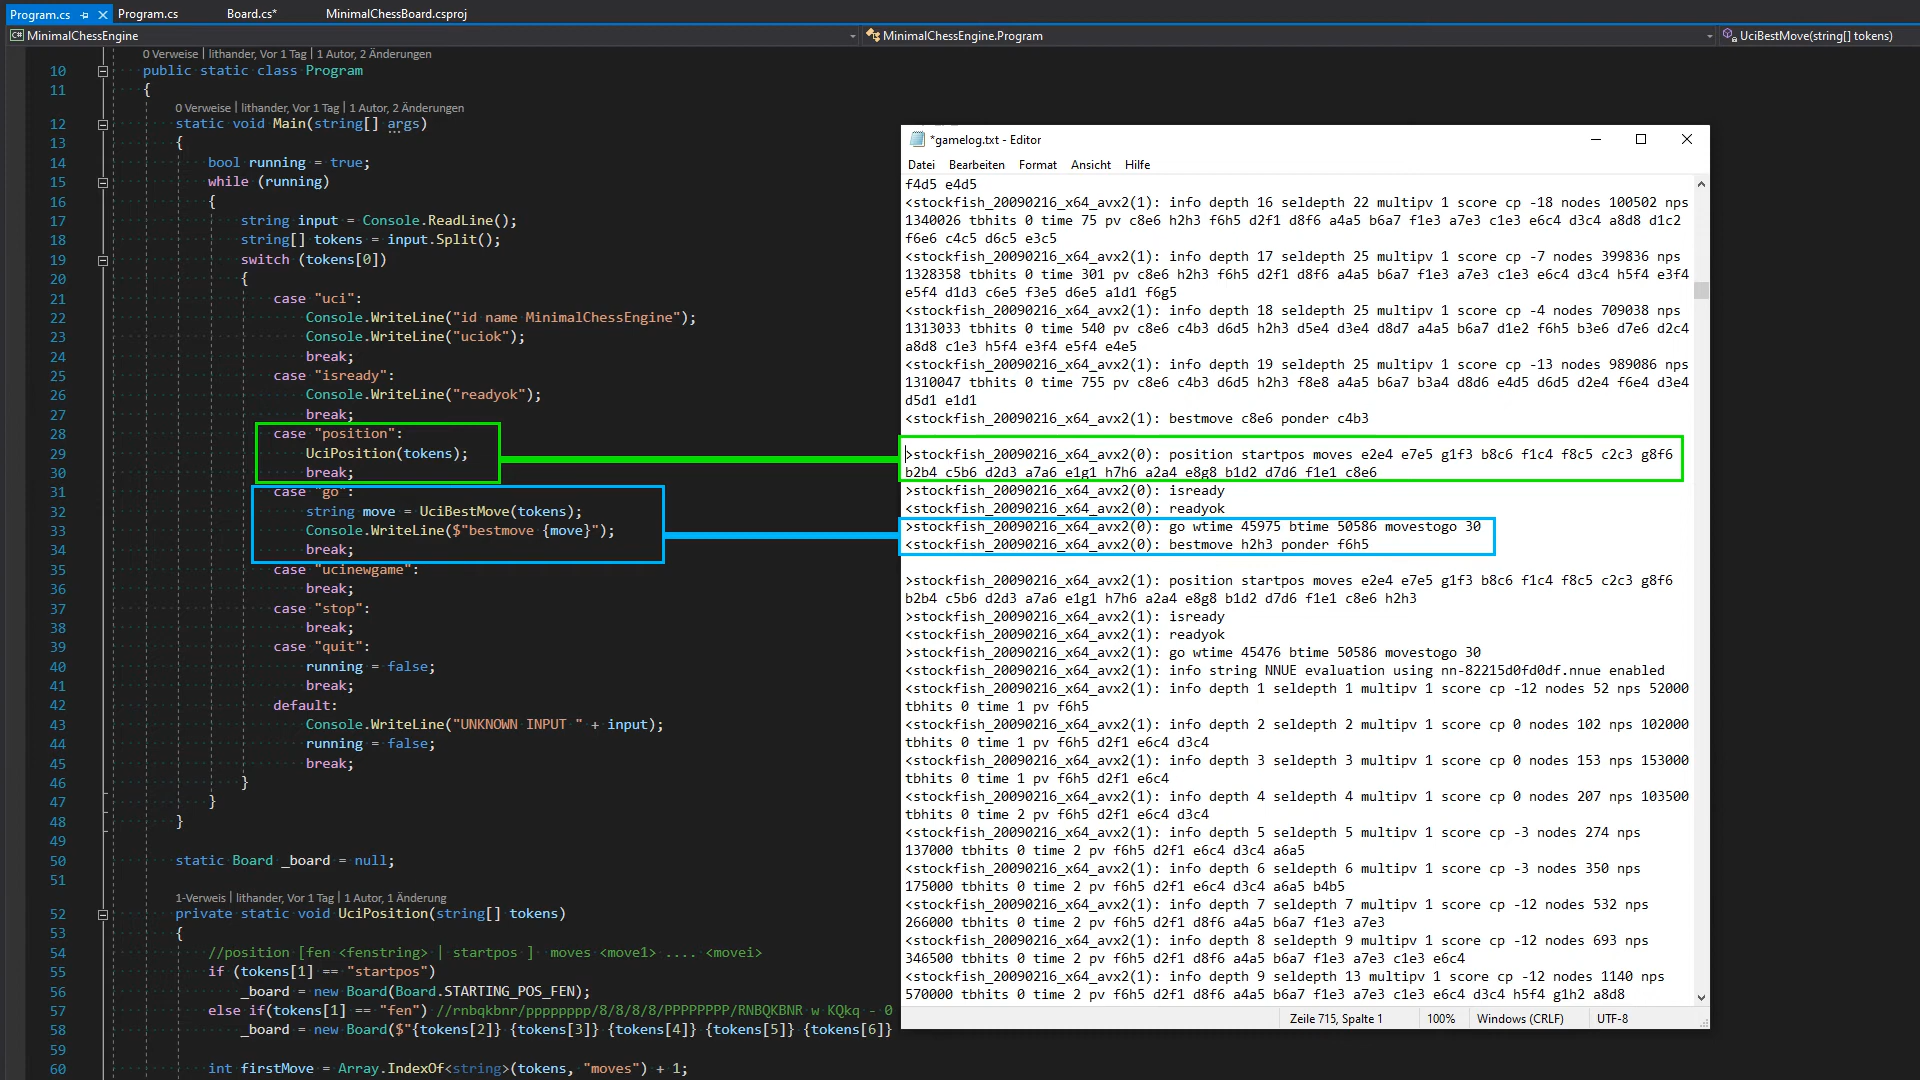 Program.cs
Program.cs
Board.cs*
MinimalChessBoard.csproj
C# MinimalChessEngine
MinimalChessEngine.Program
UciBestMove(string[] tokens)
0 Verweise | lithander, Vor 1 Tag | 1 Autor, 2 Änderungen
10 public static class Program
11 {
0 Verweise | lithander, Vor 1 Tag | 1 Autor, 2 Änderungen
12 static void Main(string[] args)
13 {
14 bool running = true;
15 while (running)
16 {
17 string input = Console.ReadLine();
18 string[] tokens = input.Split();
19 switch (tokens[0])
20 {
21 case "uci":
22 Console.WriteLine("id name MinimalChessEngine");
23 Console.WriteLine("uciok");
24 break;
25 case "isready":
26 Console.WriteLine("readyok");
27 break;
28 case "position":
29 UciPosition(tokens);
30 break;
31 case "go":
32 string move = UciBestMove(tokens);
33 Console.WriteLine($"bestmove {move}");
34 break;
35 case "ucinewgame":
36 break;
37 case "stop":
38 break;
39 case "quit":
40 running = false;
41 break;
42 default:
43 Console.WriteLine("UNKNOWN INPUT " + input);
44 running = false;
45 break;
46 }
47 }
48 }
49
50 static Board _board = null;
51
1-Verweis | lithander, Vor 1 Tag | 1 Autor, 1 Änderung
52 private static void UciPosition(string[] tokens)
53 {
54 //position [fen <fenstring> | startpos ]  moves <move1> .... <movei>
55 if (tokens[1] == "startpos")
56 _board = new Board(Board.STARTING_POS_FEN);
57 else if(tokens[1] == "fen") //rnbqkbnr/pppppppp/8/8/8/8/PPPPPPPP/RNBQKBNR w KQkq - 0
58 _board = new Board($"{tokens[2]} {tokens[3]} {tokens[4]} {tokens[5]} {tokens[6]}
59
60 int firstMove = Array.IndexOf<string>(tokens, "moves") + 1;
*gamelog.txt - Editor
Datei Bearbeiten Format Ansicht Hilfe
f4d5 e4d5
<stockfish_20090216_x64_avx2(1): info depth 16 seldepth 22 multipv 1 score cp -18 nodes 100502 nps
1340026 tbhits 0 time 75 pv c8e6 h2h3 f6h5 d2f1 d8f6 a4a5 b6a7 f1e3 a7e3 c1e3 e6c4 d3c4 a8d8 d1c2
f6e6 c4c5 d6c5 e3c5
<stockfish_20090216_x64_avx2(1): info depth 17 seldepth 25 multipv 1 score cp -7 nodes 399836 nps
1328358 tbhits 0 time 301 pv c8e6 h2h3 f6h5 d2f1 d8f6 a4a5 b6a7 f1e3 a7e3 c1e3 e6c4 d3c4 h5f4 e3f4
e5f4 d1d3 c6e5 f3e5 d6e5 a1d1 f6g5
<stockfish_20090216_x64_avx2(1): info depth 18 seldepth 25 multipv 1 score cp -4 nodes 709038 nps
1313033 tbhits 0 time 540 pv c8e6 c4b3 d6d5 h2h3 d5e4 d3e4 d8d7 a4a5 b6a7 d1e2 f6h5 b3e6 d7e6 d2c4
a8d8 c1e3 h5f4 e3f4 e5f4 e4e5
<stockfish_20090216_x64_avx2(1): info depth 19 seldepth 25 multipv 1 score cp -13 nodes 989086 nps
1310047 tbhits 0 time 755 pv c8e6 c4b3 d6d5 h2h3 f8e8 a4a5 b6a7 b3a4 d8d6 e4d5 d6d5 d2e4 f6e4 d3e4
d5d1 e1d1
<stockfish_20090216_x64_avx2(1): bestmove c8e6 ponder c4b3
>stockfish_20090216_x64_avx2(0): position startpos moves e2e4 e7e5 g1f3 b8c6 f1c4 f8c5 c2c3 g8f6
b2b4 c5b6 d2d3 a7a6 e1g1 h7h6 a2a4 e8g8 b1d2 d7d6 f1e1 c8e6
>stockfish_20090216_x64_avx2(0): isready
<stockfish_20090216_x64_avx2(0): readyok
>stockfish_20090216_x64_avx2(0): go wtime 45975 btime 50586 movestogo 30
<stockfish_20090216_x64_avx2(0): bestmove h2h3 ponder f6h5
>stockfish_20090216_x64_avx2(1): position startpos moves e2e4 e7e5 g1f3 b8c6 f1c4 f8c5 c2c3 g8f6
b2b4 c5b6 d2d3 a7a6 e1g1 h7h6 a2a4 e8g8 b1d2 d7d6 f1e1 c8e6 h2h3
>stockfish_20090216_x64_avx2(1): isready
<stockfish_20090216_x64_avx2(1): readyok
>stockfish_20090216_x64_avx2(1): go wtime 45476 btime 50586 movestogo 30
<stockfish_20090216_x64_avx2(1): info string NNUE evaluation using nn-82215d0fd0df.nnue enabled
<stockfish_20090216_x64_avx2(1): info depth 1 seldepth 1 multipv 1 score cp -12 nodes 52 nps 52000
tbhits 0 time 1 pv f6h5
<stockfish_20090216_x64_avx2(1): info depth 2 seldepth 2 multipv 1 score cp 0 nodes 102 nps 102000
tbhits 0 time 1 pv f6h5 d2f1 e6c4 d3c4
<stockfish_20090216_x64_avx2(1): info depth 3 seldepth 3 multipv 1 score cp 0 nodes 153 nps 153000
tbhits 0 time 1 pv f6h5 d2f1 e6c4
<stockfish_20090216_x64_avx2(1): info depth 4 seldepth 4 multipv 1 score cp 0 nodes 207 nps 103500
tbhits 0 time 2 pv f6h5 d2f1 e6c4 d3c4
<stockfish_20090216_x64_avx2(1): info depth 5 seldepth 5 multipv 1 score cp -3 nodes 274 nps
137000 tbhits 0 time 2 pv f6h5 d2f1 e6c4 d3c4 a6a5
<stockfish_20090216_x64_avx2(1): info depth 6 seldepth 6 multipv 1 score cp -3 nodes 350 nps
175000 tbhits 0 time 2 pv f6h5 d2f1 e6c4 d3c4 a6a5 b4b5
<stockfish_20090216_x64_avx2(1): info depth 7 seldepth 7 multipv 1 score cp -12 nodes 532 nps
266000 tbhits 0 time 2 pv f6h5 d2f1 d8f6 a4a5 b6a7 f1e3 a7e3
<stockfish_20090216_x64_avx2(1): info depth 8 seldepth 9 multipv 1 score cp -12 nodes 693 nps
346500 tbhits 0 time 2 pv f6h5 d2f1 d8f6 a4a5 b6a7 f1e3 a7e3 c1e3 e6c4
<stockfish_20090216_x64_avx2(1): info depth 9 seldepth 13 multipv 1 score cp -12 nodes 1140 nps
570000 tbhits 0 time 2 pv f6h5 d2f1 d8f6 a4a5 b6a7 f1e3 a7e3 c1e3 e6c4 d3c4 h5f4 g1h2 a8d8
Zeile 715, Spalte 1
100%
Windows (CRLF)
UTF-8